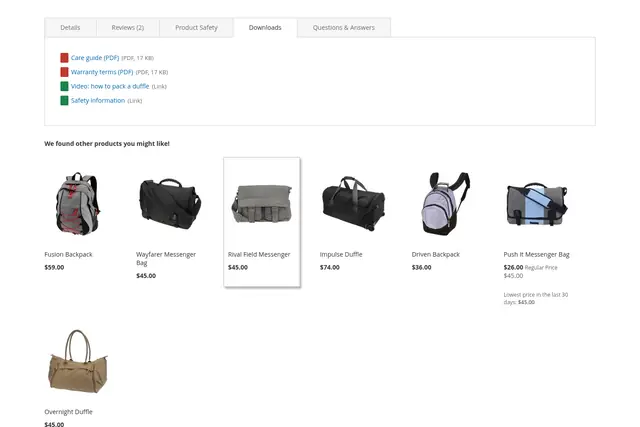 Details
Reviews (2)
Product Safety
Downloads
Questions & Answers
Care guide (PDF) (PDF, 17 KB)
Warranty terms (PDF) (PDF, 17 KB)
Video: how to pack a duffle (Link)
Safety information (Link)
We found other products you might like!
Fusion Backpack
$59.00
Wayfarer Messenger
Bag
$45.00
Rival Field Messenger
$45.00
Impulse Duffle
$74.00
Driven Backpack
$36.00
Push It Messenger Bag
$26.00 Regular Price
$45.00
Lowest price in the last 30
days: $45.00
Overnight Duffle
$45.00